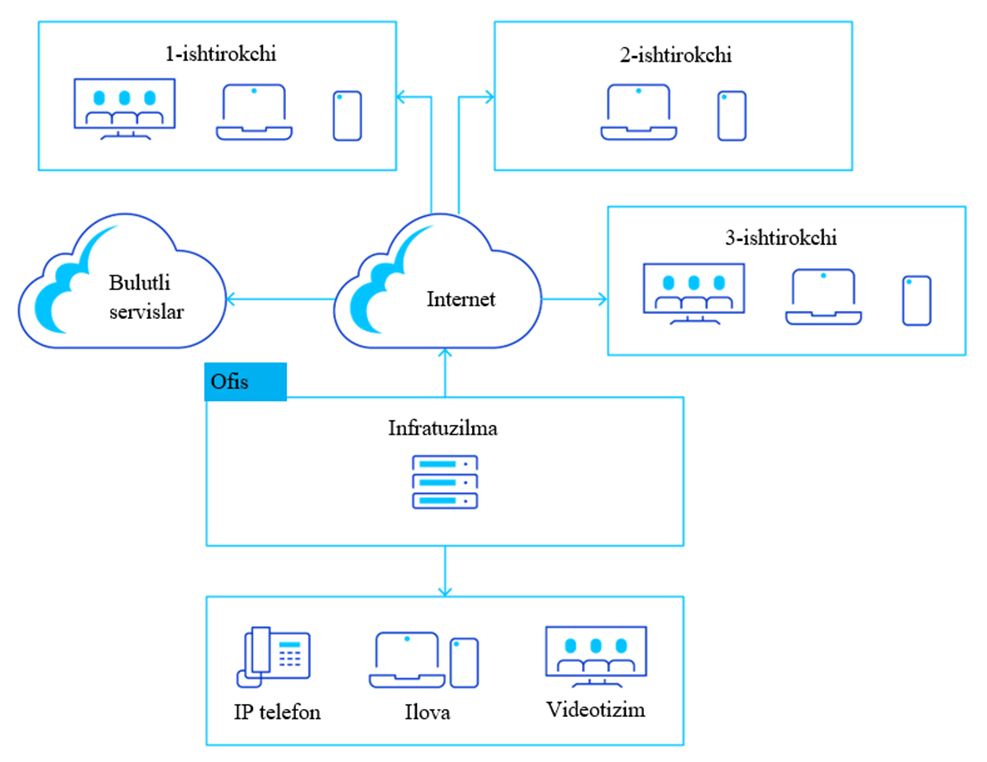 1-ishtirokchi
2-ishtirokchi
3-ishtirokchi
Bulutli
servislar
Internet
Ofis
Infratuzilma
IP telefon
Ilova
Videotizim